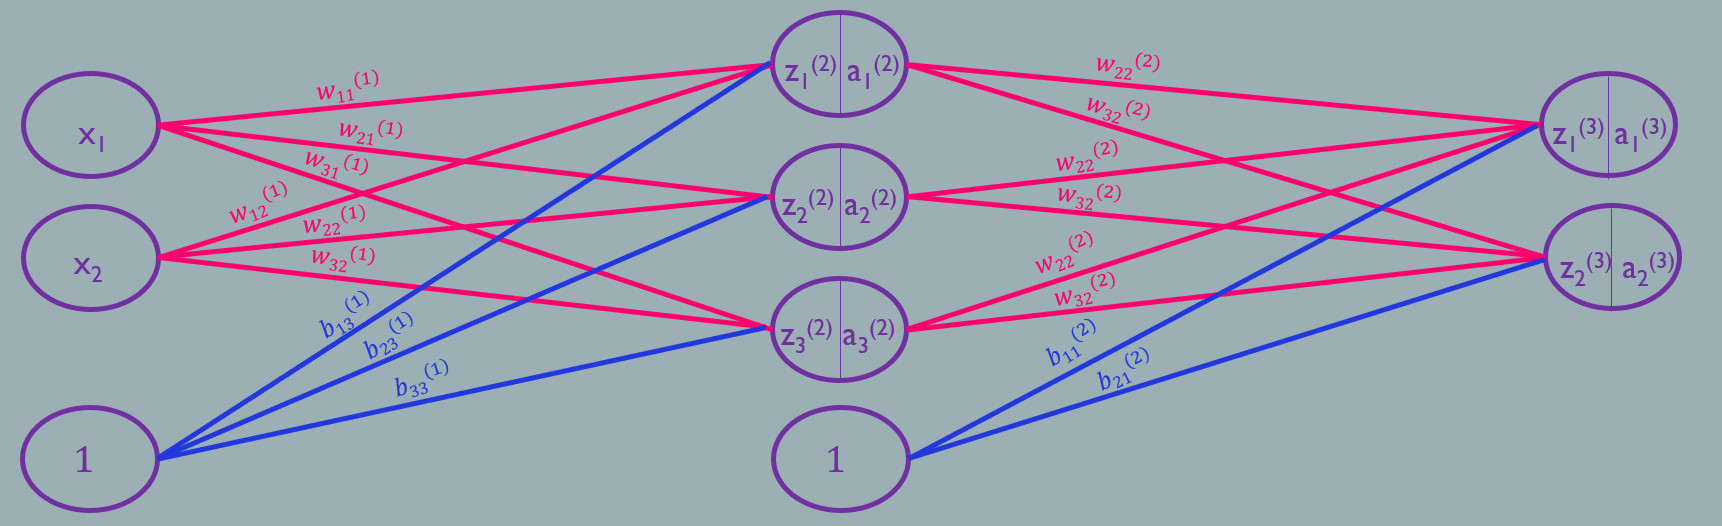 x₁
x₂
1
w₁₁⁽¹⁾
w₂₁⁽¹⁾
w₃₁⁽¹⁾
w₁₂⁽¹⁾
w₂₂⁽¹⁾
w₃₂⁽¹⁾
b₁₃⁽¹⁾
b₂₃⁽¹⁾
b₃₃⁽¹⁾
z₁⁽²⁾ a₁⁽²⁾
z₂⁽²⁾ a₂⁽²⁾
z₃⁽²⁾ a₃⁽²⁾
1
w₂₂⁽²⁾
w₃₂⁽²⁾
w₂₂⁽²⁾
w₃₂⁽²⁾
w₂₂⁽²⁾
w₃₂⁽²⁾
b₁₁⁽²⁾
b₂₁⁽²⁾
z₁⁽³⁾ a₁⁽³⁾
z₂⁽³⁾ a₂⁽³⁾